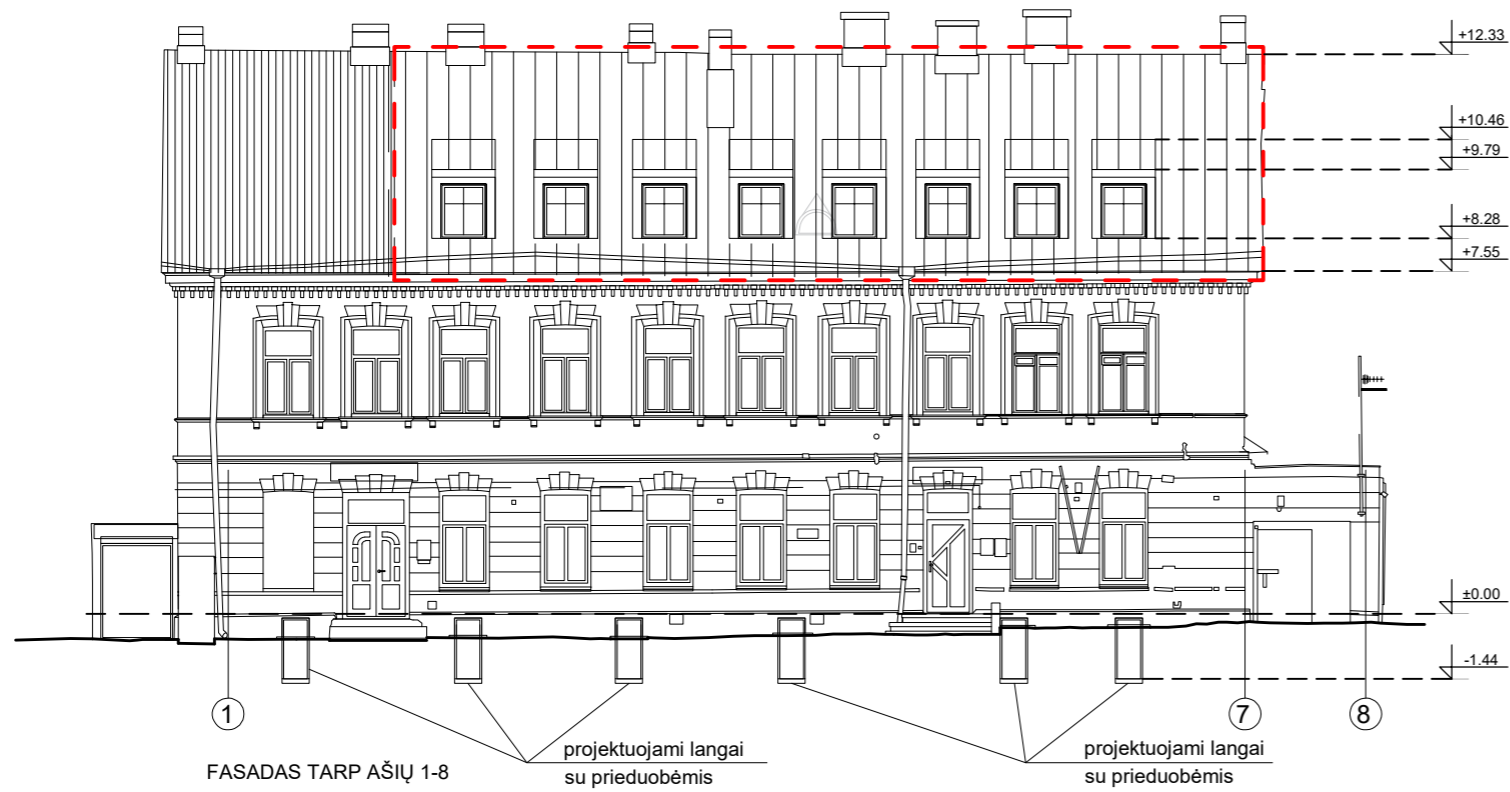 +12.33
+10.46
+9.79
+8.28
+7.55
±0.00
-1.44
1
7
8
projektuojami langai
su prieduobėmis
projektuojami langai
su prieduobėmis
FASADAS TARP AŠIŲ 1-8